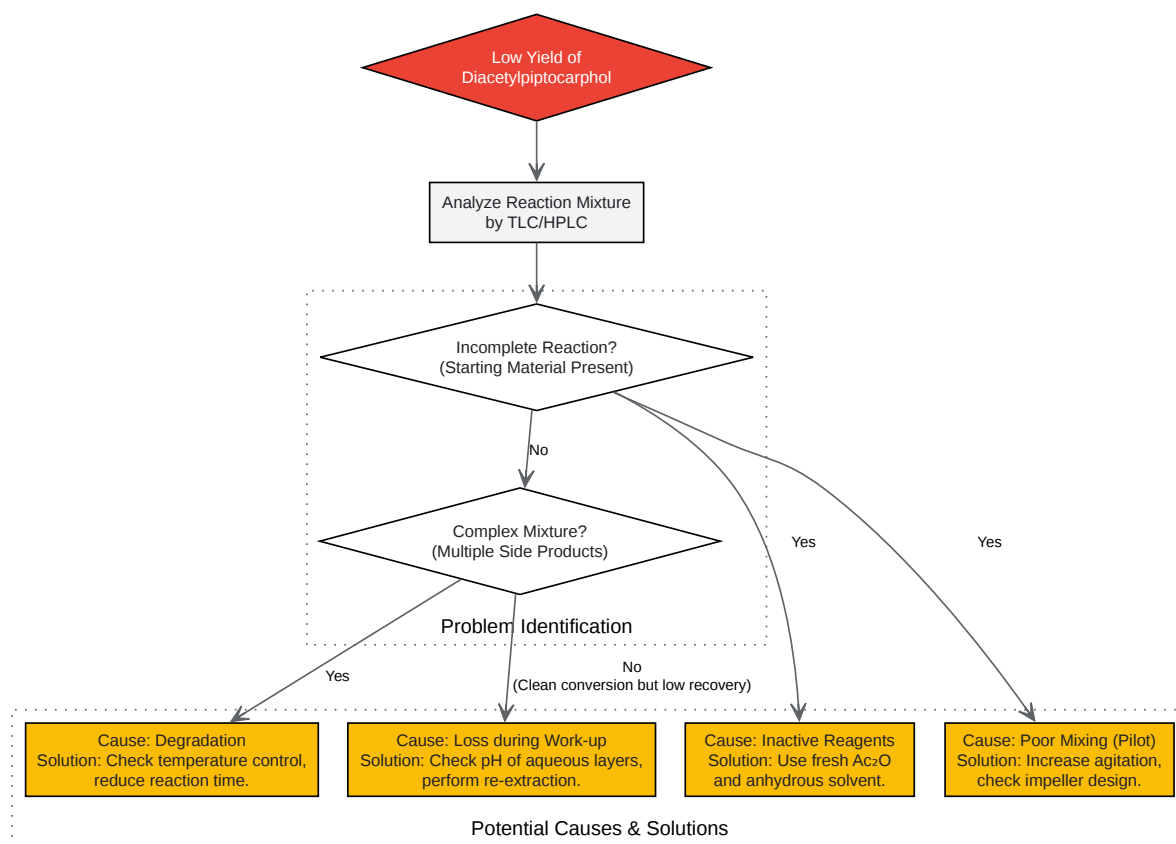 Low Yield of
Diacetylpiptocarphol
Analyze Reaction Mixture
by TLC/HPLC
Incomplete Reaction?
(Starting Material Present)
No
Complex Mixture?
(Multiple Side Products)
Yes
Yes
Problem Identification
Yes
No
(Clean conversion but low recovery)
Cause: Degradation
Solution: Check temperature control,
reduce reaction time.
Cause: Loss during Work-up
Solution: Check pH of aqueous layers,
perform re-extraction.
Cause: Inactive Reagents
Solution: Use fresh Ac₂O
and anhydrous solvent.
Cause: Poor Mixing (Pilot)
Solution: Increase agitation,
check impeller design.
Potential Causes & Solutions